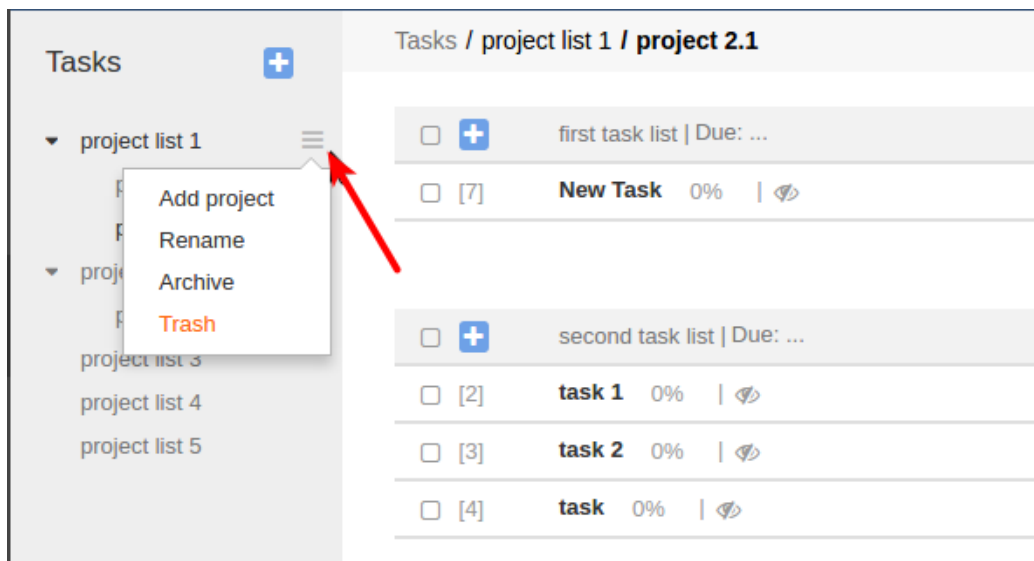 Tasks
project list 1
Add project
Rename
Archive
Trash
project list 3
project list 4
project list 5
Tasks / project list 1 / project 2.1
first task list | Due: ...
[7] New Task 0% |
second task list | Due: ...
[2] task 1 0% |
[3] task 2 0% |
[4] task 0% |